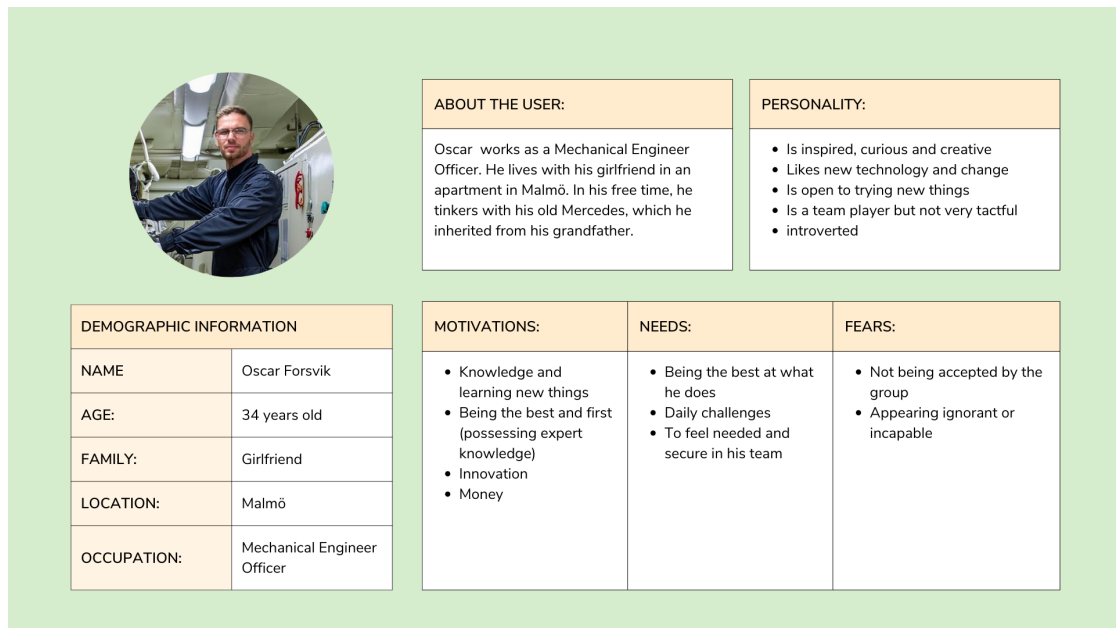 ABOUT THE USER:
Oscar  works as a Mechanical Engineer
Officer. He lives with his girlfriend in an
apartment in Malmö. In his free time, he
tinkers with his old Mercedes, which he
inherited from his grandfather.
PERSONALITY:
• Is inspired, curious and creative
• Likes new technology and change
• Is open to trying new things
• Is a team player but not very tactful
• introverted
DEMOGRAPHIC INFORMATION
NAME
Oscar Forsvik
AGE:
34 years old
FAMILY:
Girlfriend
LOCATION:
Malmö
OCCUPATION:
Mechanical Engineer
Officer
MOTIVATIONS:
• Knowledge and
learning new things
• Being the best and first
(possessing expert
knowledge)
• Innovation
• Money
NEEDS:
• Being the best at what
he does
• Daily challenges
• To feel needed and
secure in his team
FEARS:
• Not being accepted by the
group
• Appearing ignorant or
incapable